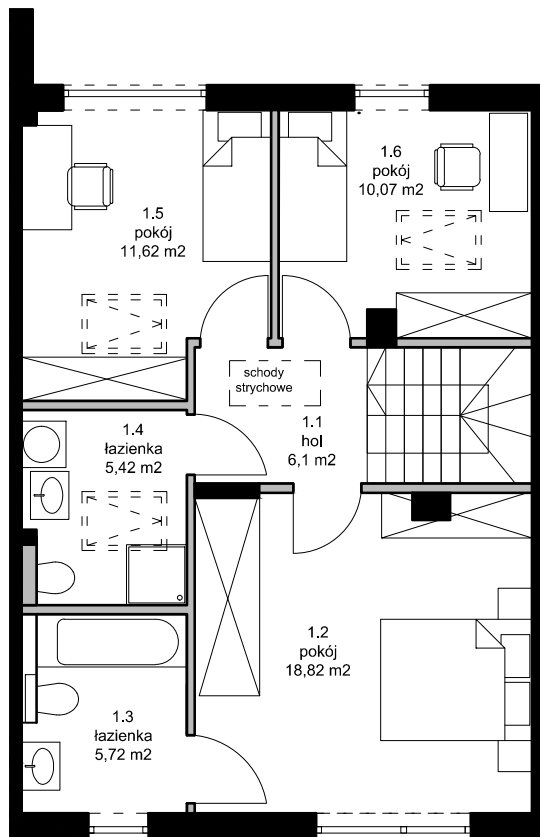 1.5
pokój
11,62 m2
1.6
pokój
10,07 m2
schody
strychowe
1.1
hol
6,1 m2
1.4
łazienka
5,42 m2
1.2
pokój
18,82 m2
1.3
łazienka
5,72 m2